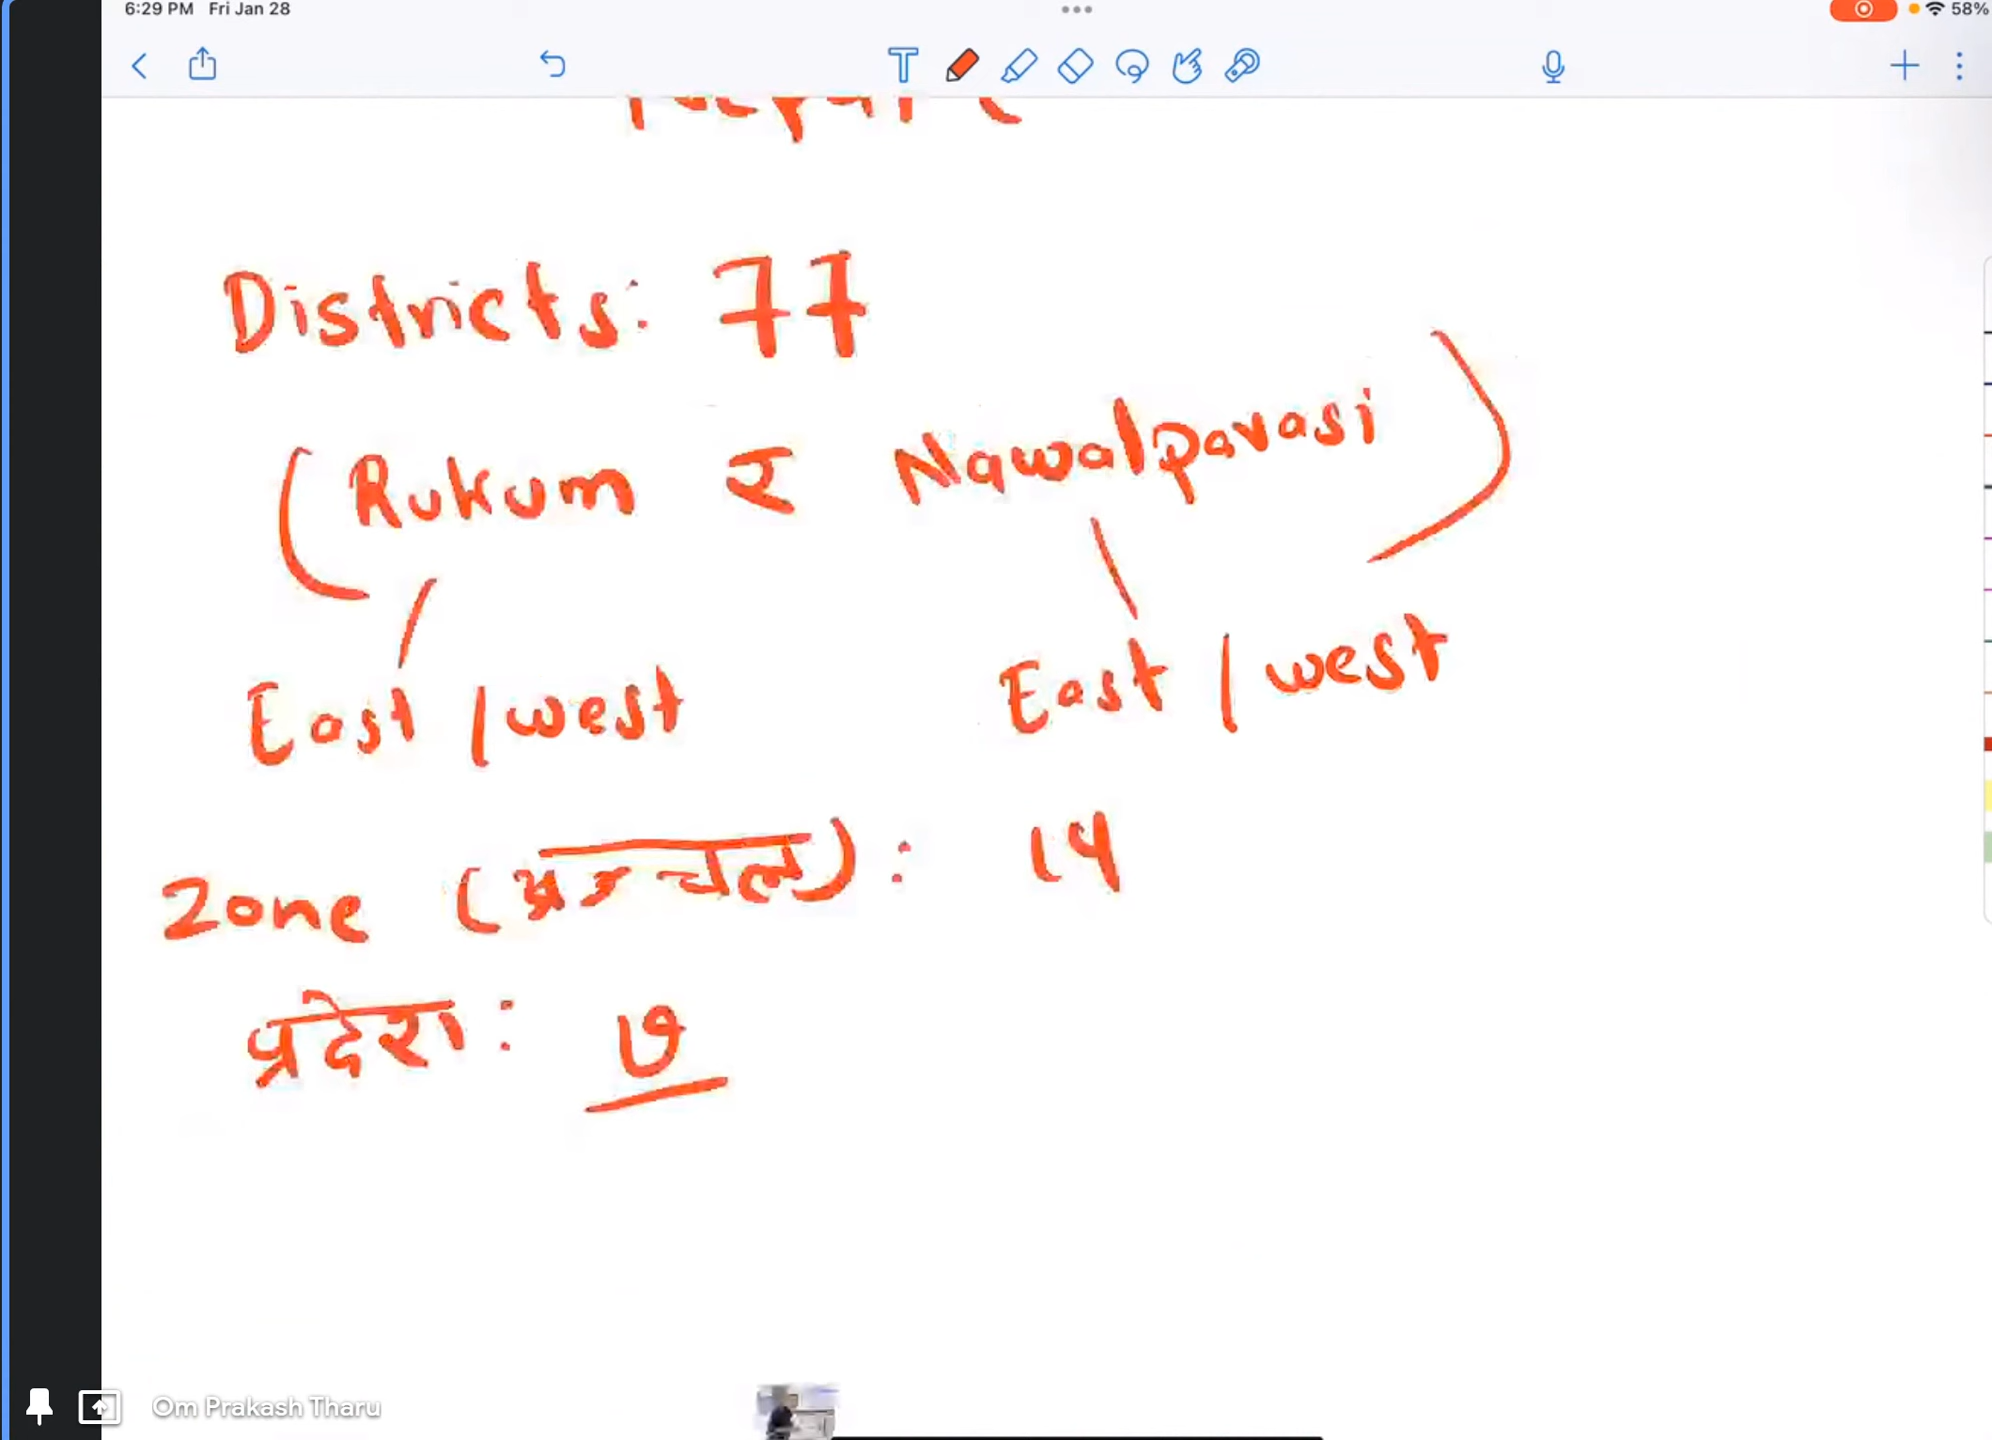 6:29 PM Fri Jan 28
58%
Districts: 77
(Rukum र Nawalparasi)
East / west East / west
Zone (अञ्चल): 14
प्रदेश: ७
Om Prakash Tharu